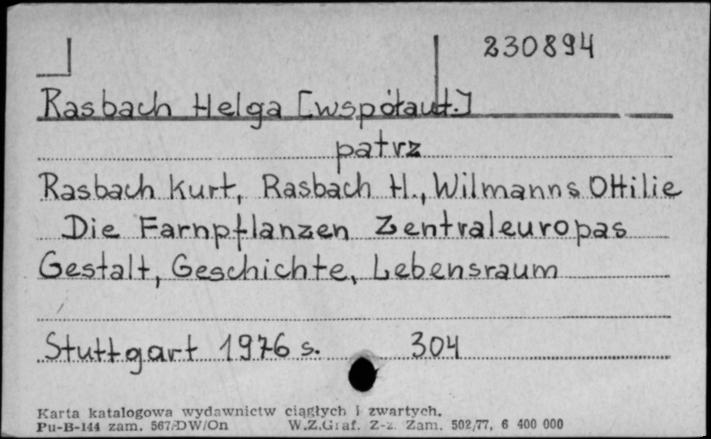 230894
Rasbach Helga [współaut.]
patrz
Rasbach Kurt, Rasbach H., Wilmanns Ottilie
Die Farnpflanzen Zentraleuropas
Gestalt, Geschichte, Lebensraum
Stuttgart 1976 s. 304
Karta katalogowa wydawnictw ciągłych i zwartych.
Pu-B-144 zam. 567/DW/On W.Z.Graf. Z-z. Zam. 502/77, 6 400 000